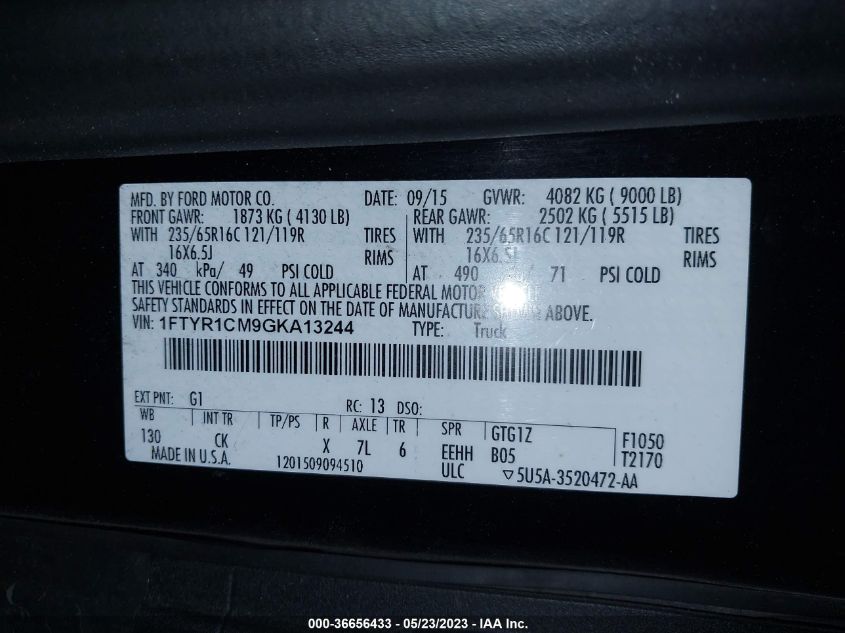 MFD. BY FORD MOTOR CO. DATE: 09/15 GVWR: 4082 KG ( 9000 LB)
FRONT GAWR: 1873 KG ( 4130 LB) REAR GAWR: 2502 KG ( 5515 LB)
WITH 235/65R16C 121/119R TIRES WITH 235/65R16C 121/119R TIRES
16X6.5J RIMS 16X6.5J RIMS
AT 340 kPa/ 49 PSI COLD AT 490 / 71 PSI COLD
THIS VEHICLE CONFORMS TO ALL APPLICABLE FEDERAL MOTOR
SAFETY STANDARDS IN EFFECT ON THE DATE OF MANUFACTURE SHOWN ABOVE.
VIN: 1FTYR1CM9GKA13244 TYPE: Truck
EXT PNT: G1 RC: 13 DSO:
WB INT TR TP/PS R AXLE TR SPR GTG1Z F1050
130 CK X 7L 6 EEHH B05 T2170
MADE IN U.S.A. 1201509094510 ULC ▽5U5A-3520472-AA
000-36656433 - 05/23/2023 - IAA Inc.